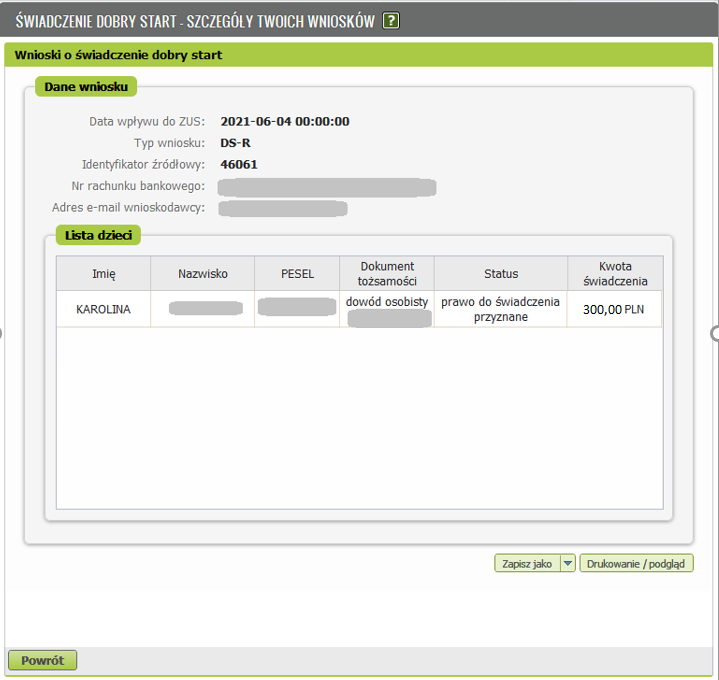 ŚWIADCZENIE DOBRY START - SZCZEGÓŁY TWOICH WNIOSKÓW ?
Wnioski o świadczenie dobry start
Dane wniosku
Data wpływu do ZUS: 2021-06-04 00:00:00
Typ wniosku: DS-R
Identyfikator źródłowy: 46061
Nr rachunku bankowego:
Adres e-mail wnioskodawcy:
Lista dzieci
Imię Nazwisko PESEL Dokument tożsamości Status Kwota świadczenia
KAROLINA dowód osobisty prawo do świadczenia przyznane 300,00 PLN
Zapisz jako Drukowanie / podgląd
Powrót